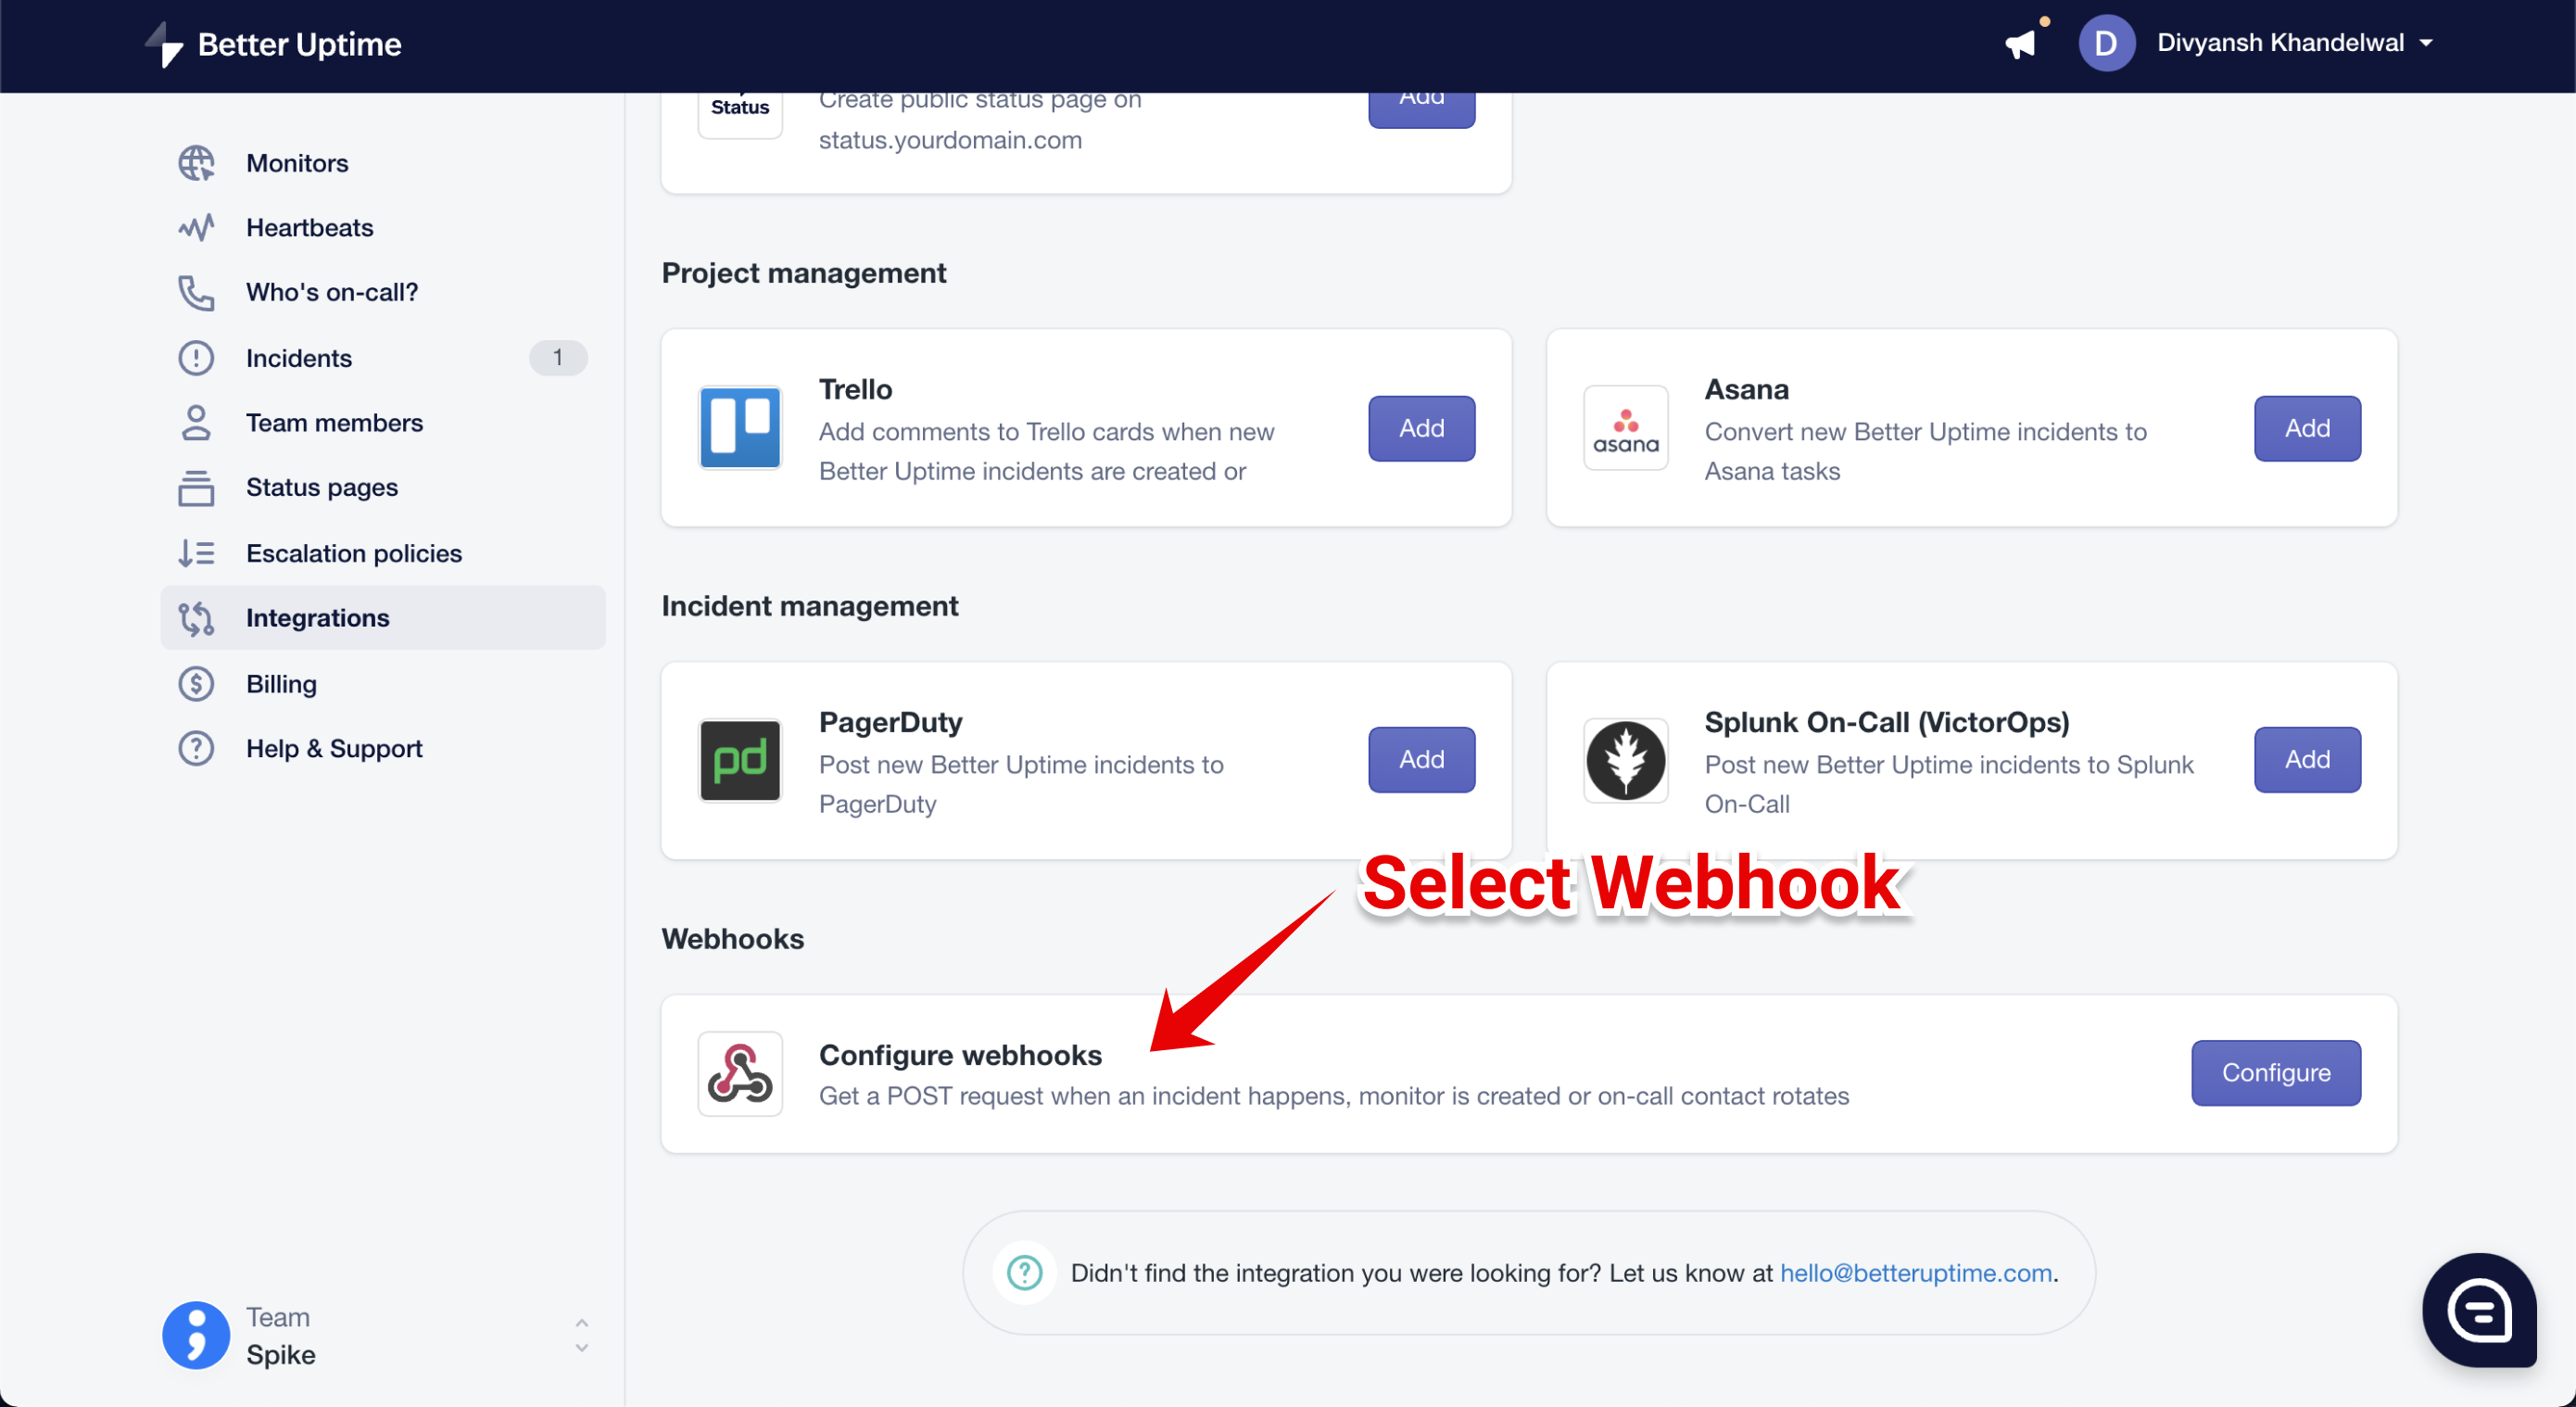 Better Uptime
D
Divyansh Khandelwal
Monitors
Heartbeats
Who's on-call?
Incidents
1
Team members
Status pages
Escalation policies
Integrations
Billing
Help & Support
Team
Spike
Status
Create public status page on
status.yourdomain.com
Add
Project management
Trello
Add comments to Trello cards when new
Better Uptime incidents are created or
Add
asana
Asana
Convert new Better Uptime incidents to
Asana tasks
Add
Incident management
pd
PagerDuty
Post new Better Uptime incidents to
PagerDuty
Add
Splunk On-Call (VictorOps)
Post new Better Uptime incidents to Splunk
On-Call
Add
Select Webhook
Webhooks
Configure webhooks
Get a POST request when an incident happens, monitor is created or on-call contact rotates
Configure
Didn't find the integration you were looking for? Let us know at hello@betteruptime.com.